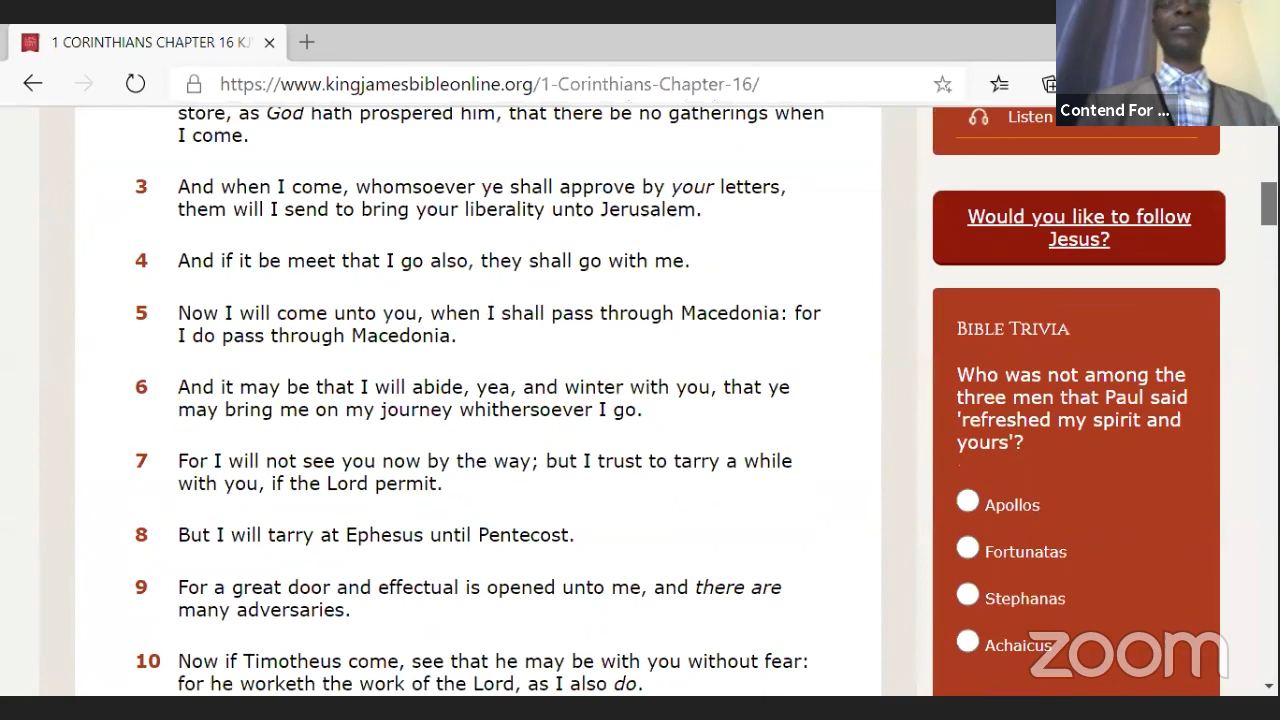 1 CORINTHIANS CHAPTER 16 KJ
https://www.kingjamesbibleonline.org/1-Corinthians-Chapter-16/
Contend For ...
store, as God hath prospered him, that there be no gatherings when
I come.
3 And when I come, whomsoever ye shall approve by your letters,
them will I send to bring your liberality unto Jerusalem.
4 And if it be meet that I go also, they shall go with me.
5 Now I will come unto you, when I shall pass through Macedonia: for
I do pass through Macedonia.
6 And it may be that I will abide, yea, and winter with you, that ye
may bring me on my journey whithersoever I go.
7 For I will not see you now by the way; but I trust to tarry a while
with you, if the Lord permit.
8 But I will tarry at Ephesus until Pentecost.
9 For a great door and effectual is opened unto me, and there are
many adversaries.
10 Now if Timotheus come, see that he may be with you without fear:
for he worketh the work of the Lord, as I also do.
Listen
Would you like to follow
Jesus?
BIBLE TRIVIA
Who was not among the
three men that Paul said
'refreshed my spirit and
yours'?
Apollos
Fortunatas
Stephanas
Achaicus
zoom